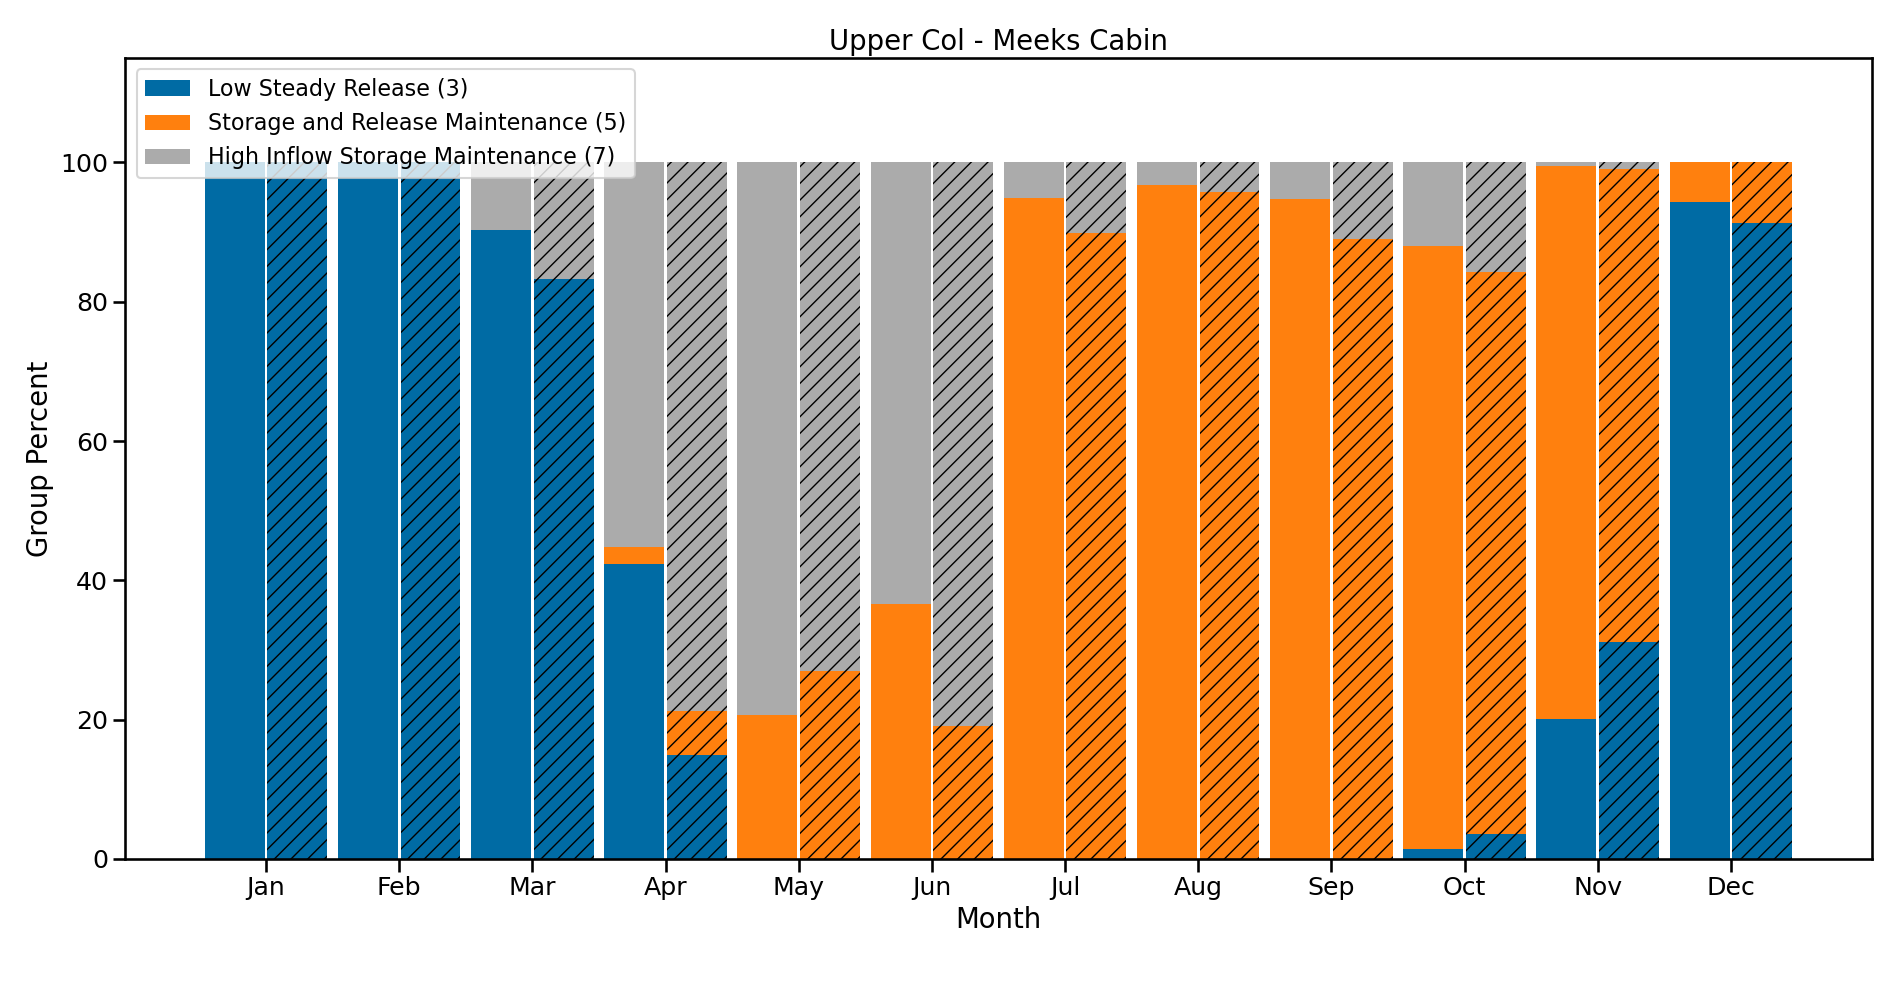 Upper Col - Meeks Cabin
Low Steady Release (3)
Storage and Release Maintenance (5)
High Inflow Storage Maintenance (7)
100
80
60
40
20
0
Group Percent
Jan Feb Mar Apr May Jun Jul Aug Sep Oct Nov Dec
Month